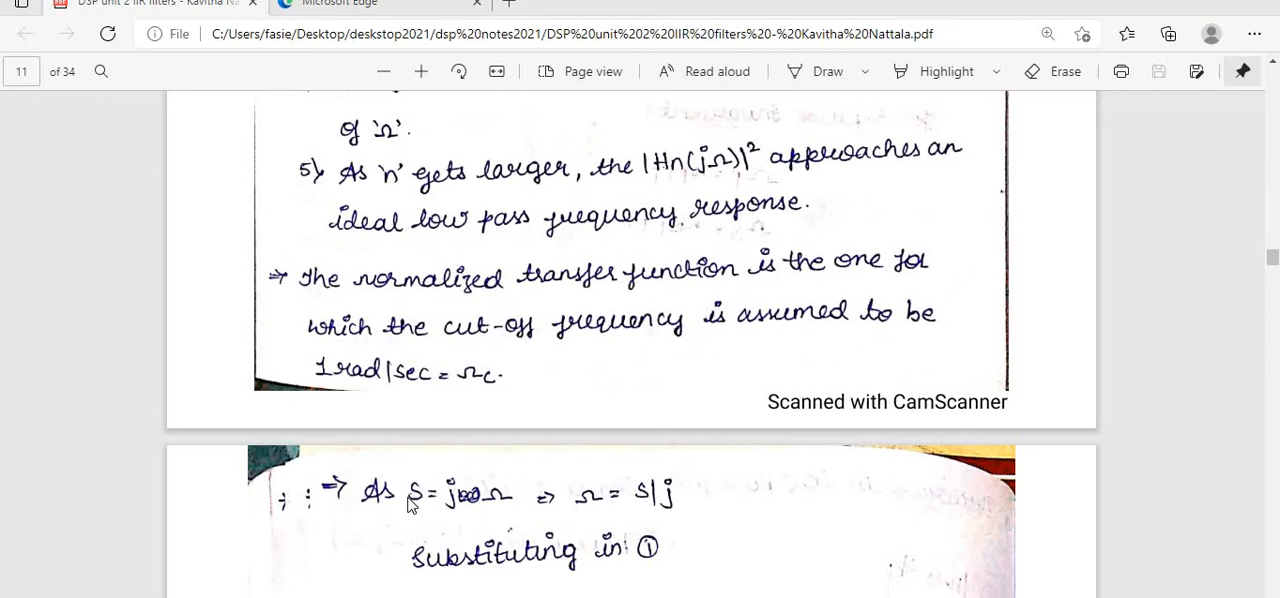 DSP unit 2 IIR filters - Kavitha Na
Microsoft Edge
File
C:/Users/fasie/Desktop/deskstop2021/dsp%20notes2021/DSP%20unit%202%20IIR%20filters%20-%20Kavitha%20Nattala.pdf
11 of 34
Page view
Read aloud
Draw
Highlight
Erase
of 'Ω'.
5) As 'n' gets larger, the |Hn(jΩ)|² approaches an
ideal low pass frequency response.
⇒ The normalized transfer function is the one for
which the cut-off frequency is assumed to be
1rad|sec = Ωc.
Scanned with CamScanner
⇒ As S = jΩ ⇒ Ω = S|j
Substituting in ①